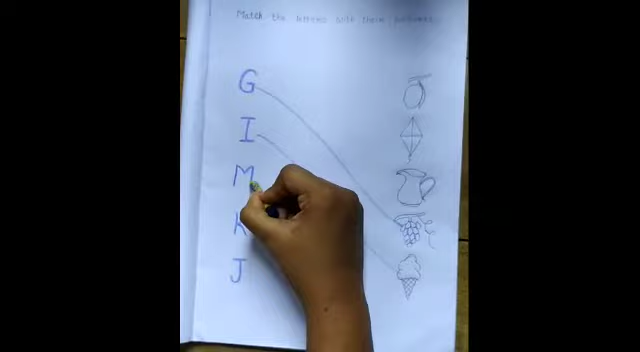 Match the letters with their pictures
G
I
M
K
J